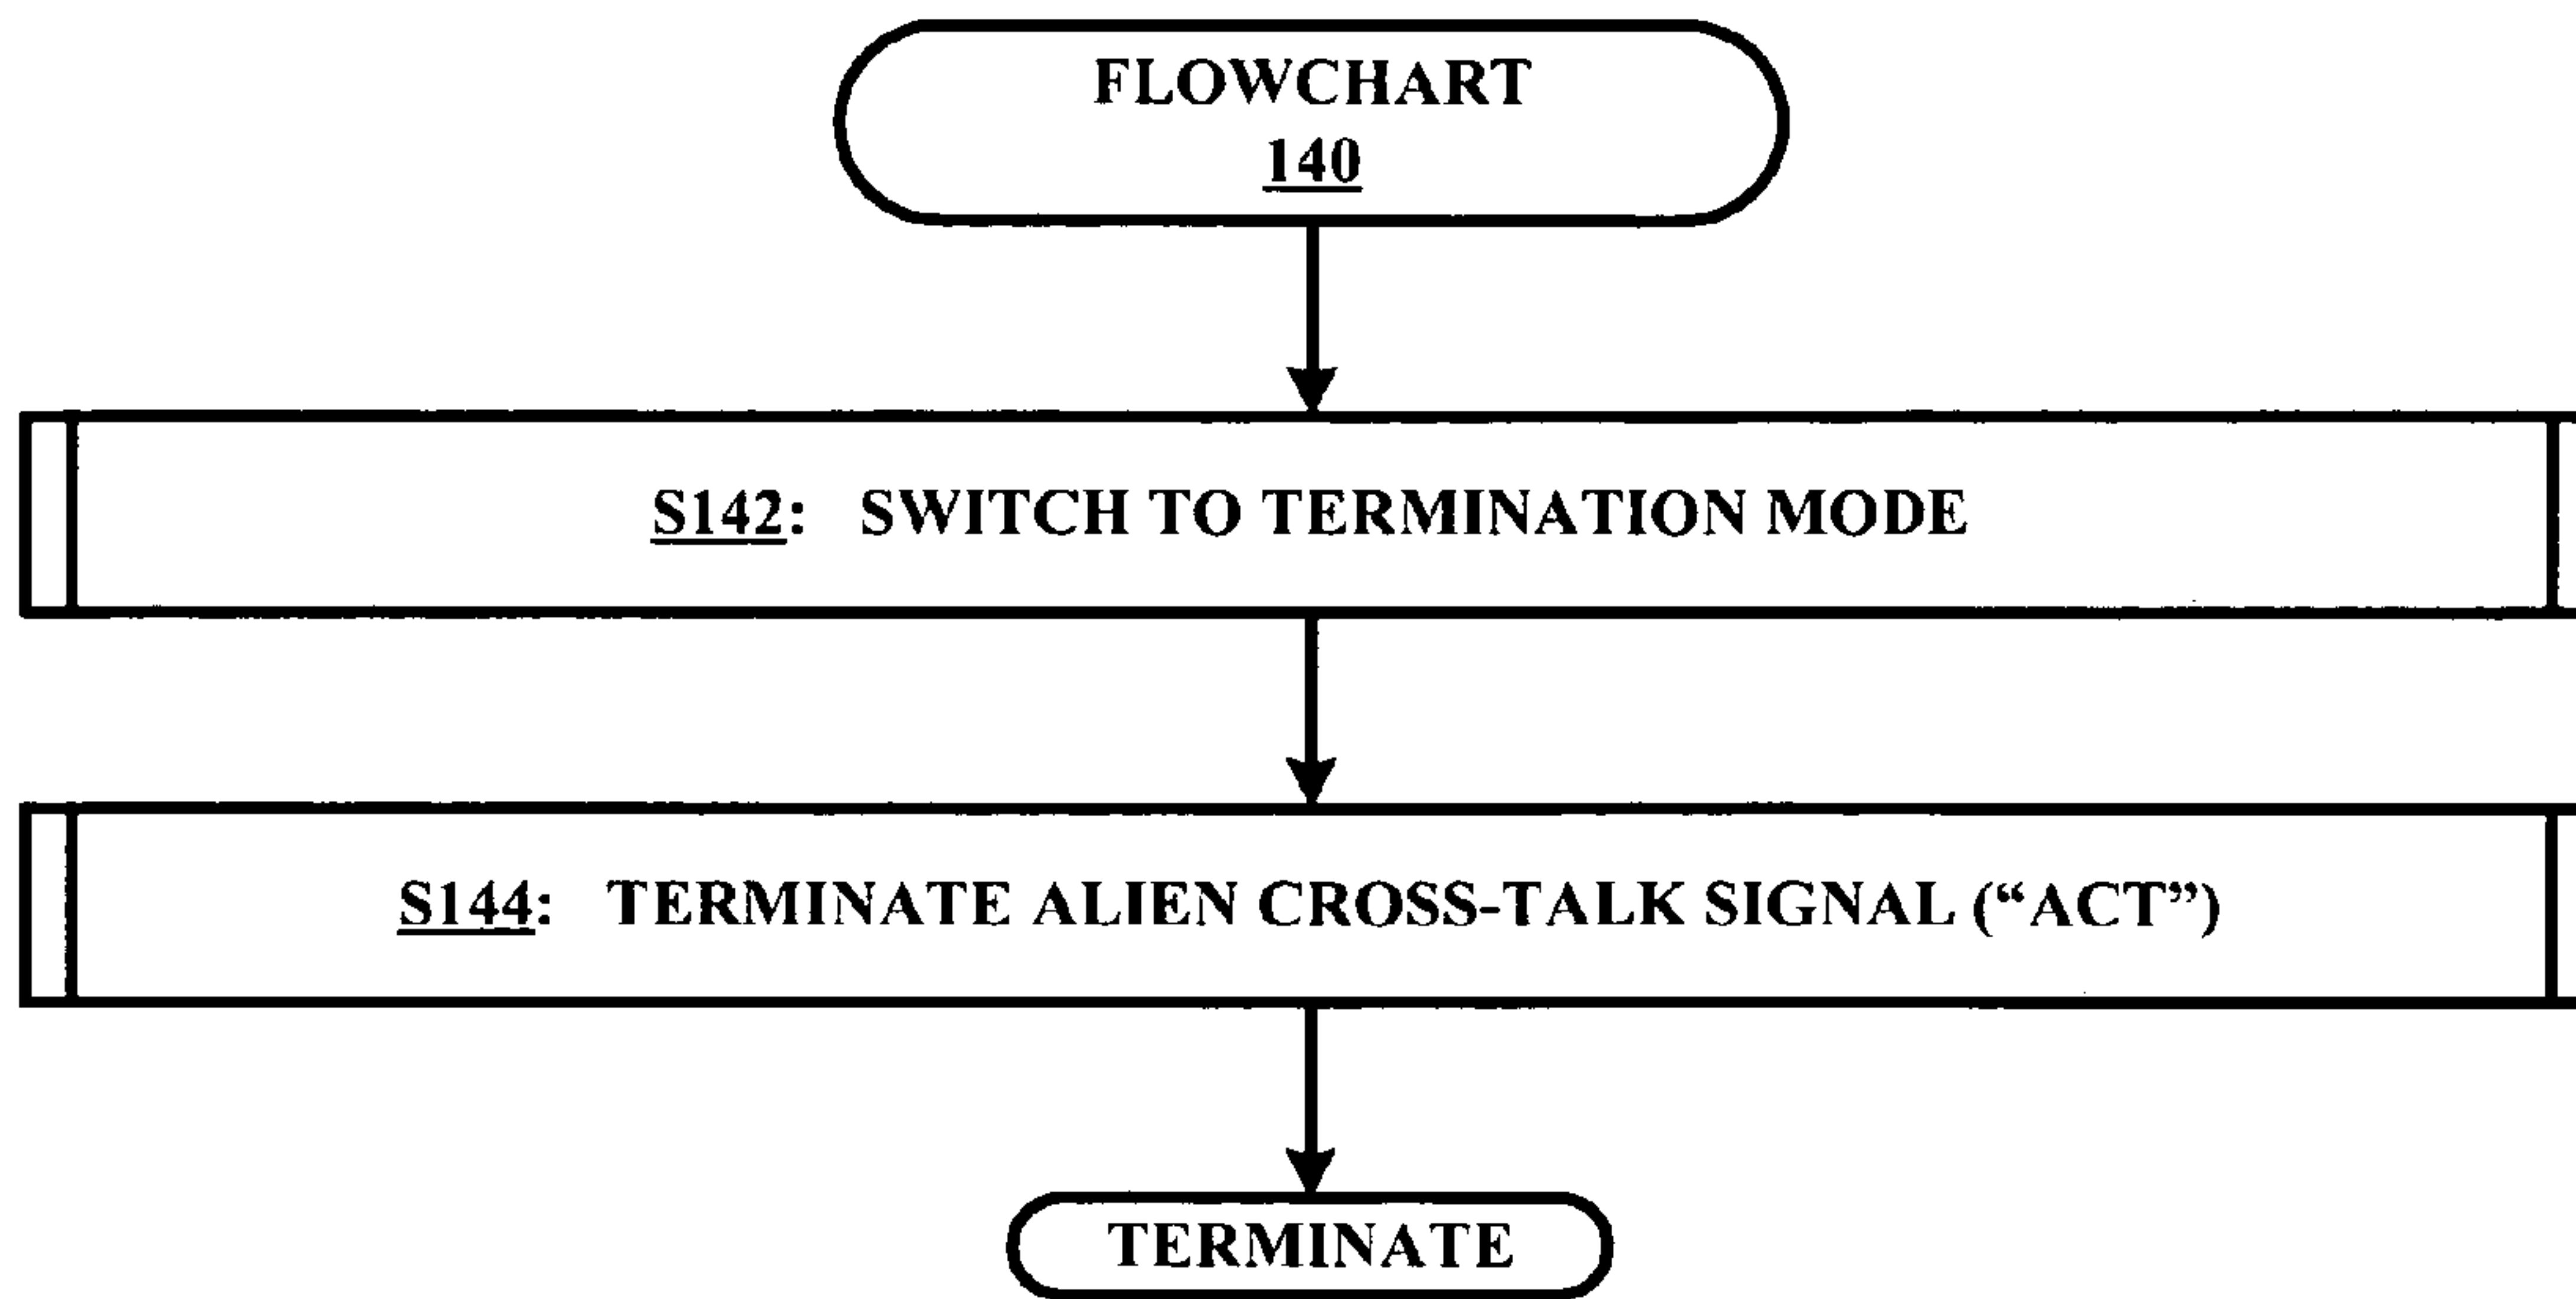 FLOWCHART
140
S142: SWITCH TO TERMINATION MODE
S144: TERMINATE ALIEN CROSS-TALK SIGNAL (“ACT”)
TERMINATE